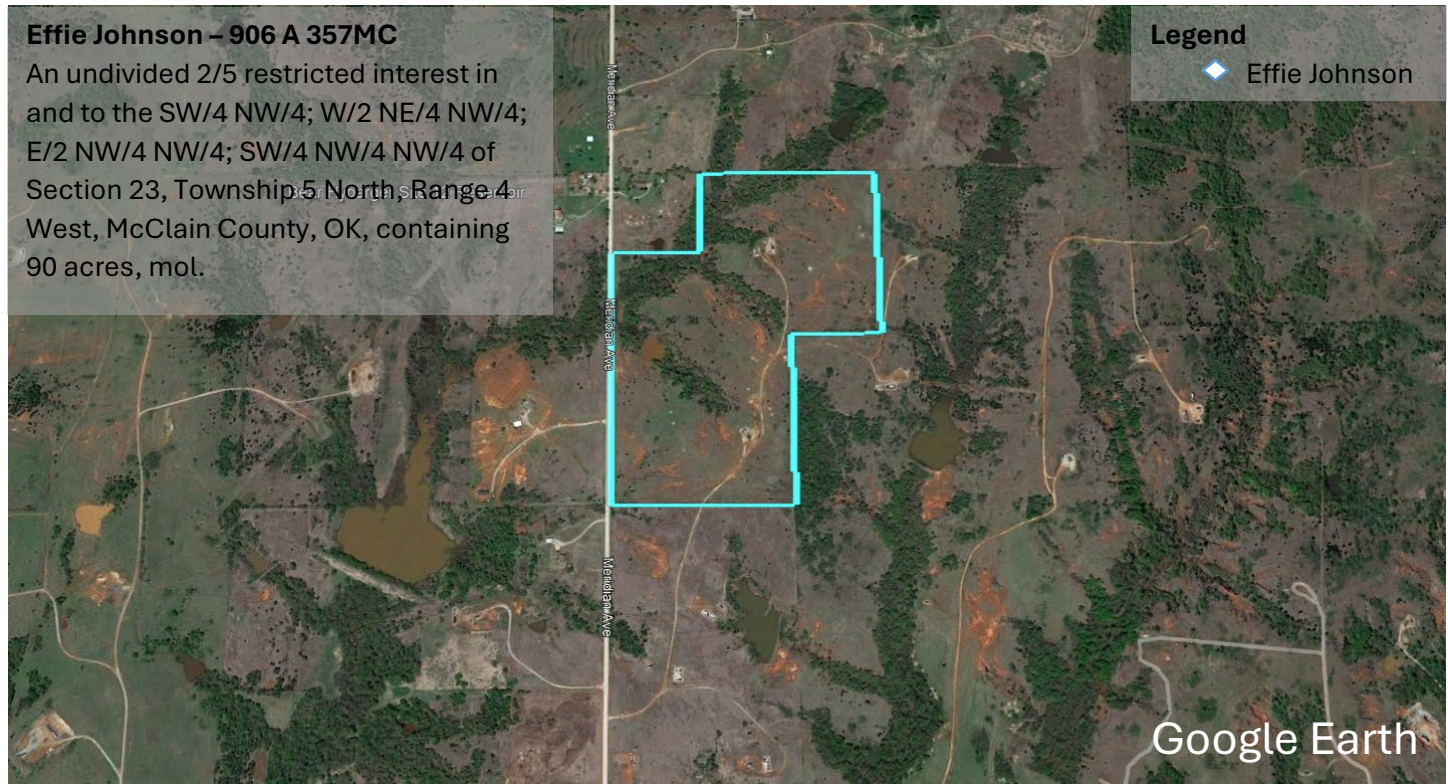 Effie Johnson – 906 A 357MC
An undivided 2/5 restricted interest in
and to the SW/4 NW/4; W/2 NE/4 NW/4;
E/2 NW/4 NW/4; SW/4 NW/4 NW/4 of
Section 23, Township 5 North, Range 4
West, McClain County, OK, containing
90 acres, mol.
Legend
Effie Johnson
Meridian Ave
Meridian Ave
Meridian Ave
Google Earth